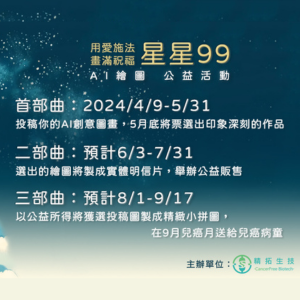 用愛施法
畫滿祝福
星星99
A.I繪圖 公益活動
首部曲：2024/4/9-5/31
投稿你的AI創意圖畫，5月底將票選出印象深刻的作品
二部曲：預計6/3-7/31
選出的繪圖將製成實體明信片，舉辦公益販售
三部曲：預計8/1-9/17
以公益所得將獲選投稿圖製成精緻小拼圖，
在9月兒癌月送給兒癌病童
主辦單位：
精拓生技
CancerFree Biotech